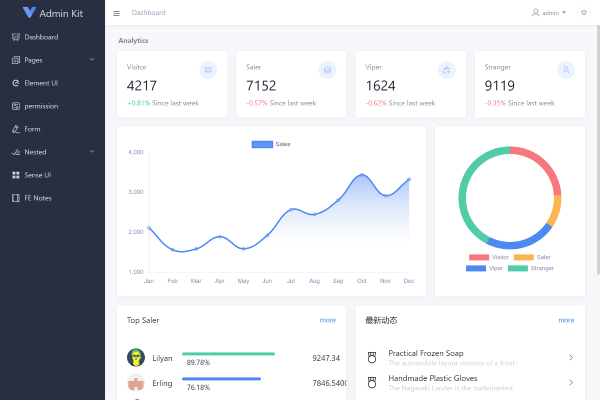 Admin Kit
Dashboard
admin
Dashboard
Pages
Element UI
permission
Form
Nested
Sense UI
FE Notes
Analytics
Visitor
4217
+0.81% Since last week
Saler
7152
-0.57% Since last week
Viper
1624
-0.62% Since last week
Stranger
9119
-0.35% Since last week
Sales
4,000
3,000
2,000
1,000
Jan Feb Mar Apr May Jun Jul Aug Sep Oct Nov Dec
Visitor Saler
Viper Stranger
Top Saler more
Lilyan 89.78% 9247.34
Erling 76.18% 7846.5400
最新动态 more
Practical Frozen Soap
The automobile layout consists of a front-
Handmade Plastic Gloves
The Nagasaki Lander is the trademarked